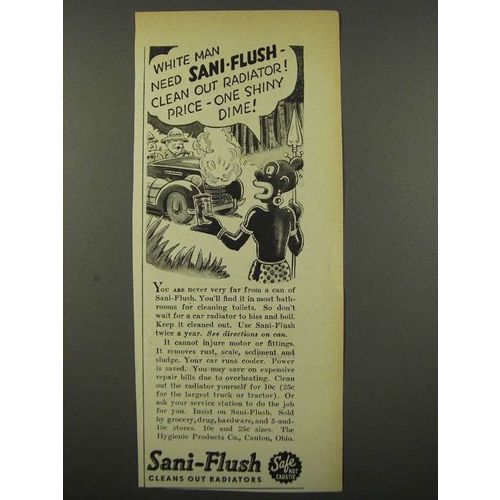 WHITE MAN
NEED SANI-FLUSH-
CLEAN OUT RADIATOR!
PRICE-ONE SHINY
DIME!
YOU ARE never very far from a can of
Sani-Flush. You'll find it in most bath-
rooms for cleaning toilets. So don't
wait for a car radiator to hiss and boil.
Keep it cleaned out. Use Sani-Flush
twice a year. See directions on can.
It cannot injure motor or fittings.
It removes rust, scale, sediment and
sludge. Your car runs cooler. Power
is saved. You may save on expensive
repair bills due to overheating. Clean
out the radiator yourself for 10c (25c
for the largest truck or tractor). Or
ask your service station to do the job
for you. Insist on Sani-Flush. Sold
by grocery, drug, hardware, and 5-and-
10c stores. 10c and 25c sizes. The
Hygienic Products Co., Canton, Ohio.
Sani-Flush
CLEANS OUT RADIATORS
Safe
NOT
CAUSTIC